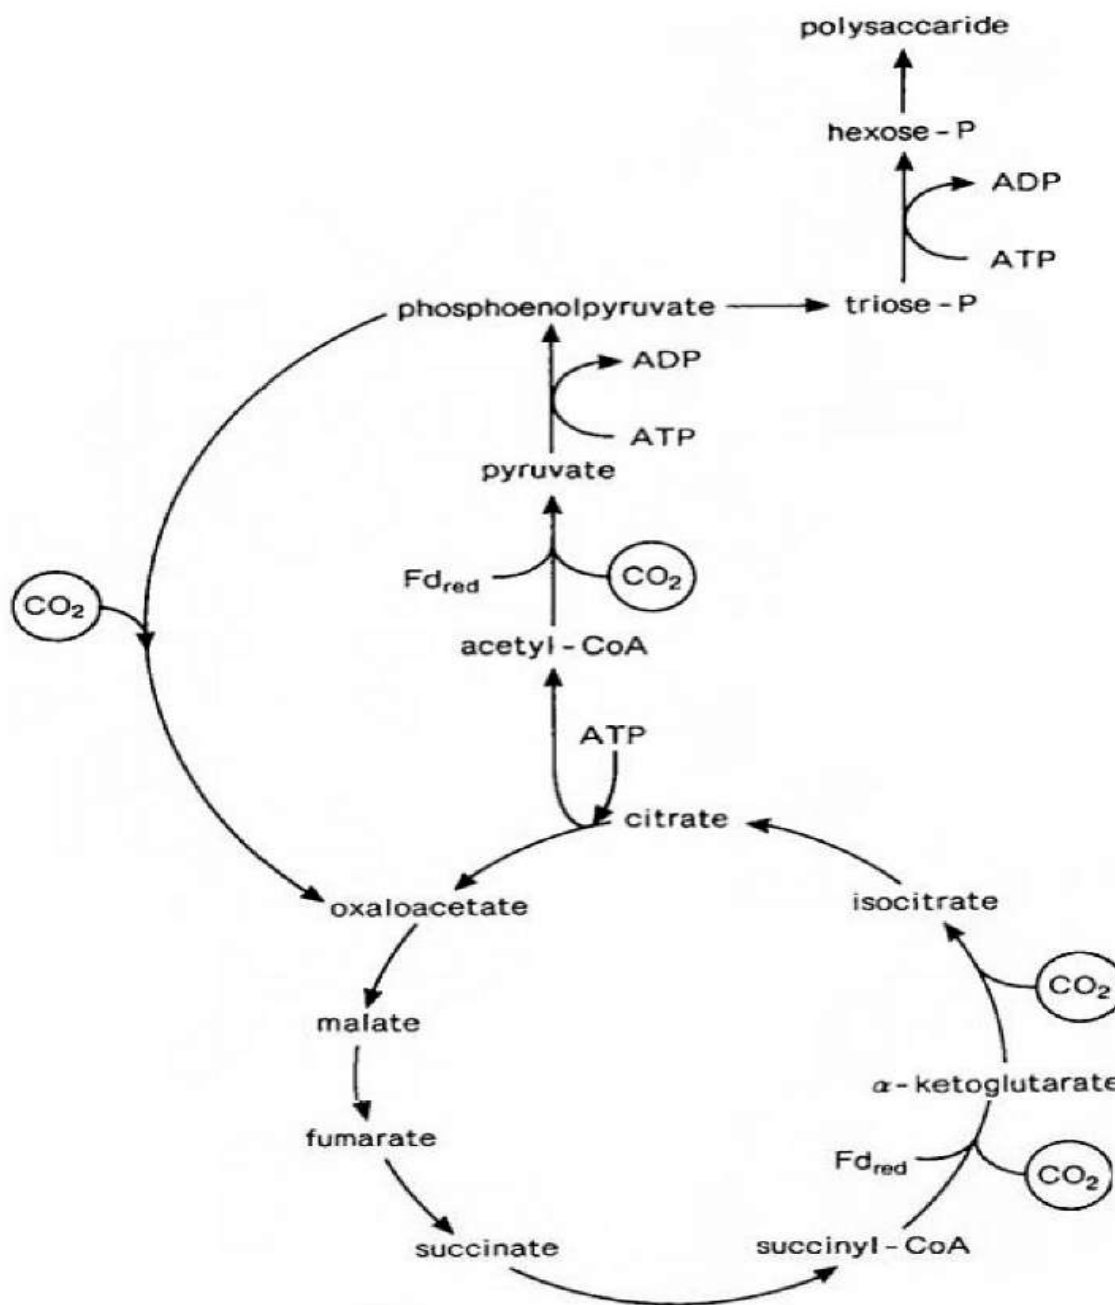 polysaccaride
hexose-P
ADP
ATP
phosphoenolpyruvate
triose-P
ADP
ATP
pyruvate
Fdred
CO2
CO2
acetyl-CoA
ATP
citrate
oxaloacetate
isocitrate
CO2
malate
α-ketoglutarate
fumarate
Fdred
CO2
succinate
succinyl-CoA